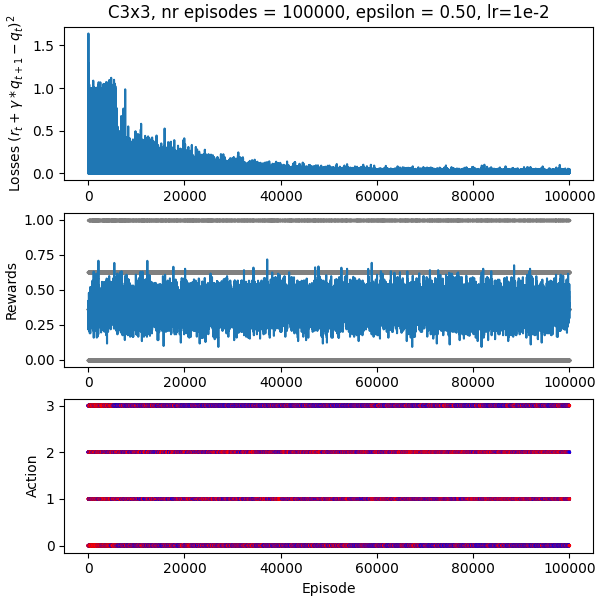 C3x3, nr episodes = 100000, epsilon = 0.50, lr=1e-2
Losses $(r_t + \gamma * q_{t+1} - q_t)^2$
1.5
1.0
0.5
0.0
0 20000 40000 60000 80000 100000
Rewards
1.00
0.75
0.50
0.25
0.00
0 20000 40000 60000 80000 100000
Action
3
2
1
0
0 20000 40000 60000 80000 100000
Episode